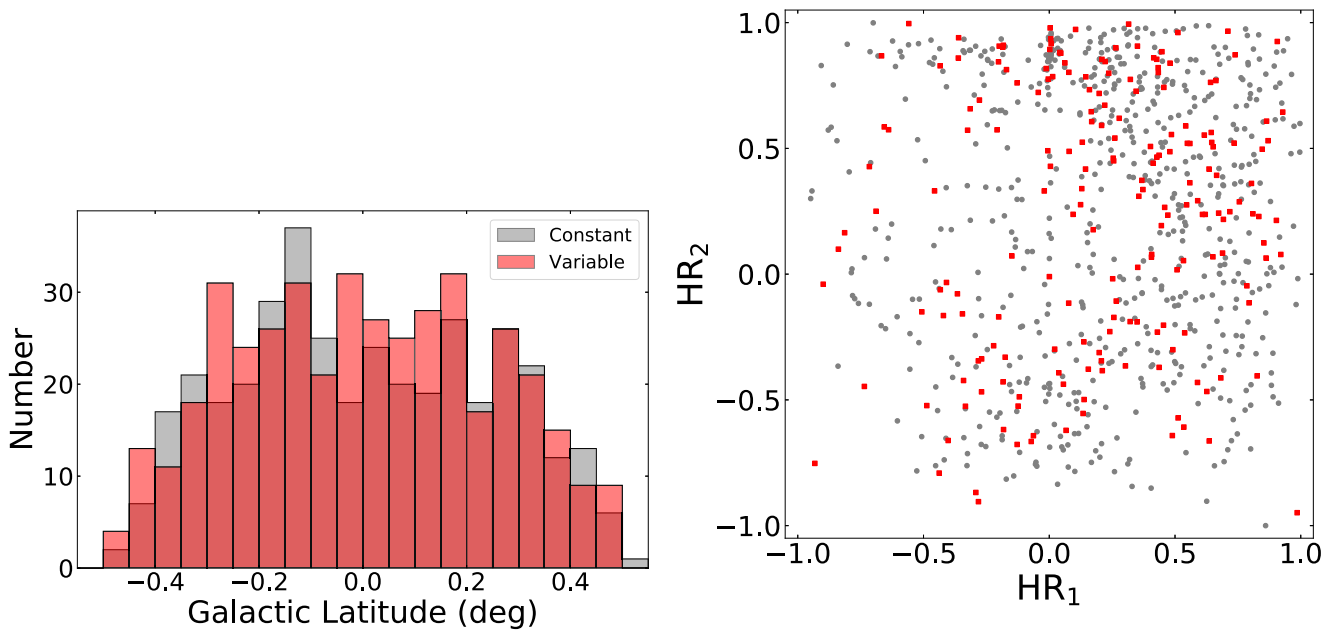 Constant
Variable
30
20
10
0
Number
−0.4 −0.2 0.0 0.2 0.4
Galactic Latitude (deg)
1.0
0.5
0.0
−0.5
−1.0
HR2
−1.0 −0.5 0.0 0.5 1.0
HR1